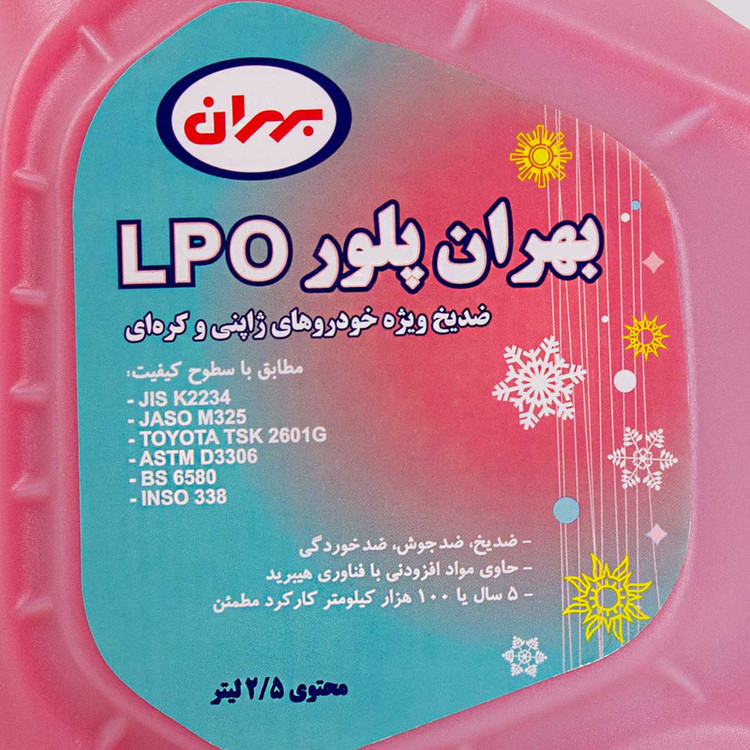 بهران
بهران پلور LPO
ضدیخ ویژه خودروهای ژاپنی و کره‌ای
مطابق با سطوح کیفیت:
- JIS K2234
- JASO M325
- TOYOTA TSK 2601G
- ASTM D3306
- BS 6580
- INSO 338
- ضدیخ، ضدجوش، ضدخوردگی
- حاوی مواد افزودنی با فناوری هیبرید
- ۵ سال یا ۱۰۰ هزار کیلومتر کارکرد مطمئن
محتوی ۲/۵ لیتر